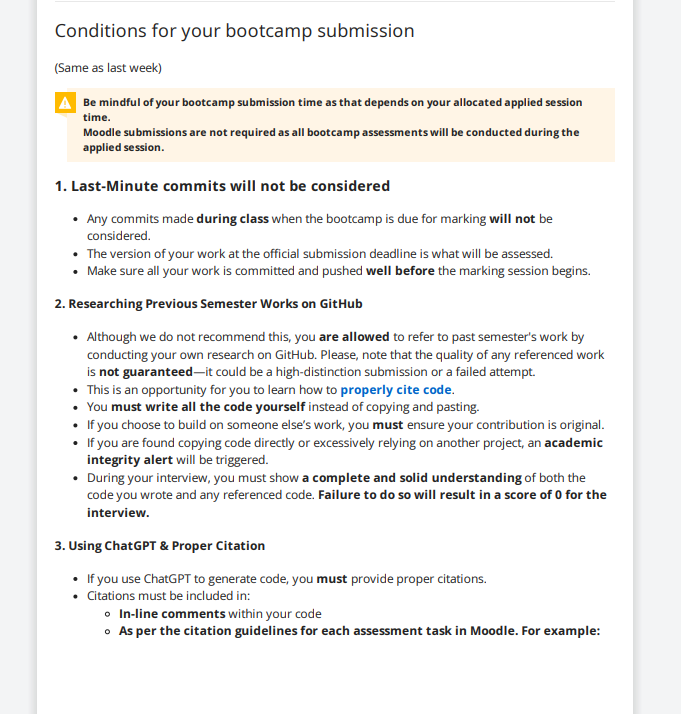 Conditions for your bootcamp submission
(Same as last week)
Be mindful of your bootcamp submission time as that depends on your allocated applied session
time.
Moodle submissions are not required as all bootcamp assessments will be conducted during the
applied session.
1. Last-Minute commits will not be considered
• Any commits made during class when the bootcamp is due for marking will not be
considered.
• The version of your work at the official submission deadline is what will be assessed.
• Make sure all your work is committed and pushed well before the marking session begins.
2. Researching Previous Semester Works on GitHub
• Although we do not recommend this, you are allowed to refer to past semester's work by
conducting your own research on GitHub. Please, note that the quality of any referenced work
is not guaranteed—it could be a high-distinction submission or a failed attempt.
• This is an opportunity for you to learn how to properly cite code.
• You must write all the code yourself instead of copying and pasting.
• If you choose to build on someone else’s work, you must ensure your contribution is original.
• If you are found copying code directly or excessively relying on another project, an academic
integrity alert will be triggered.
• During your interview, you must show a complete and solid understanding of both the
code you wrote and any referenced code. Failure to do so will result in a score of 0 for the
interview.
3. Using ChatGPT & Proper Citation
• If you use ChatGPT to generate code, you must provide proper citations.
• Citations must be included in:
◦ In-line comments within your code
◦ As per the citation guidelines for each assessment task in Moodle. For example: